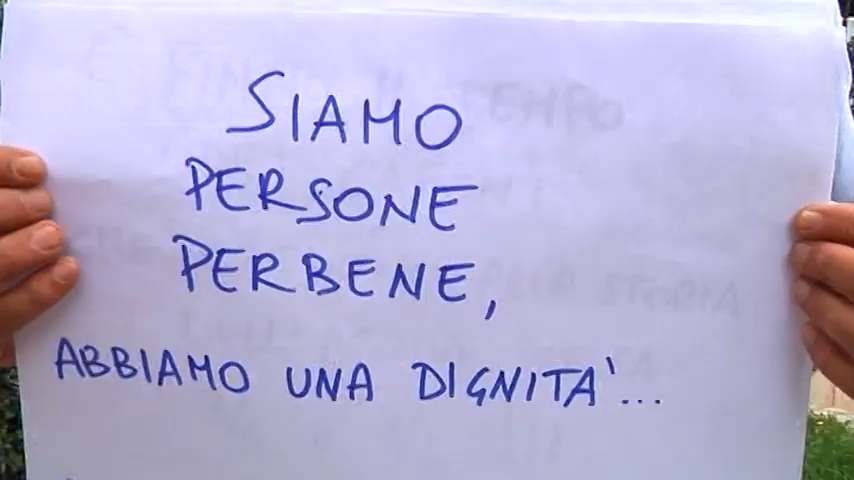 SIAMO
PERSONE
PERBENE,
ABBIAMO UNA DIGNITA'...